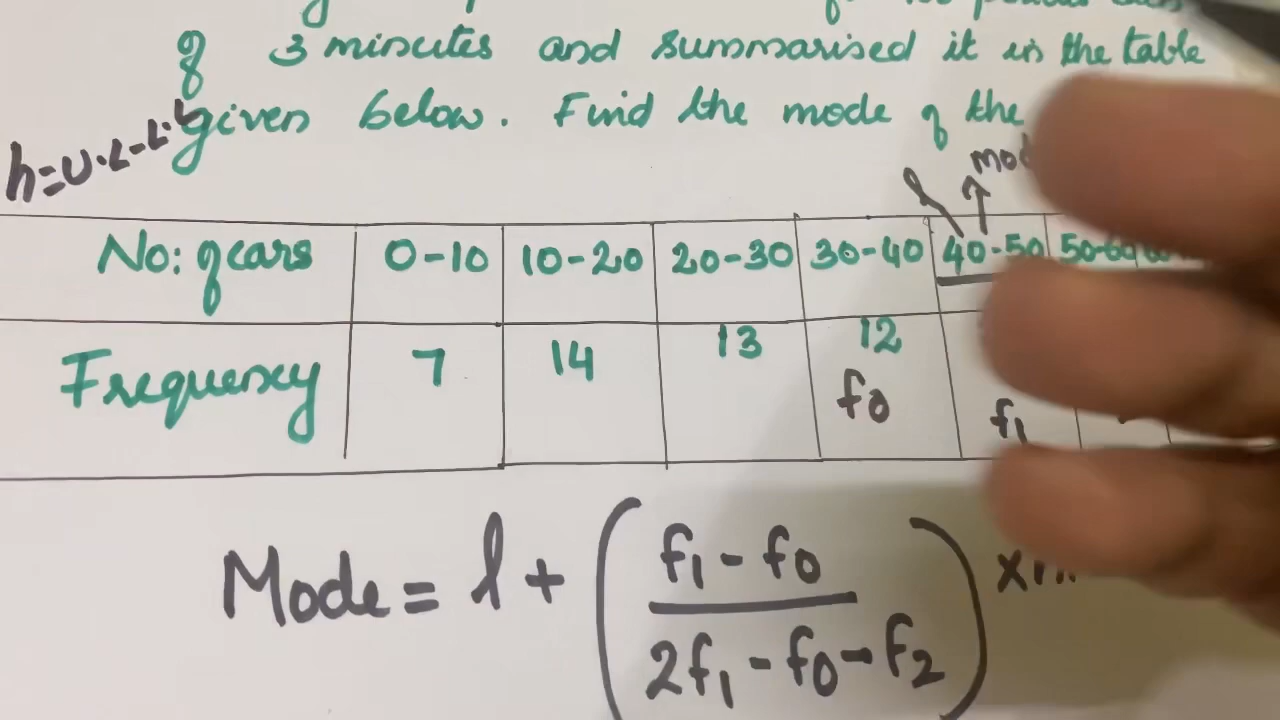 of 3 minutes and summarised it in the table
given below. Find the mode of the
h=U.L-L.L
mod
l
No: of cars 0-10 10-20 20-30 30-40 40-50 50-60
Frequency 7 14 13 12
f0 f1
Mode = l + (f1 - f0 / 2f1 - f0 - f2) x